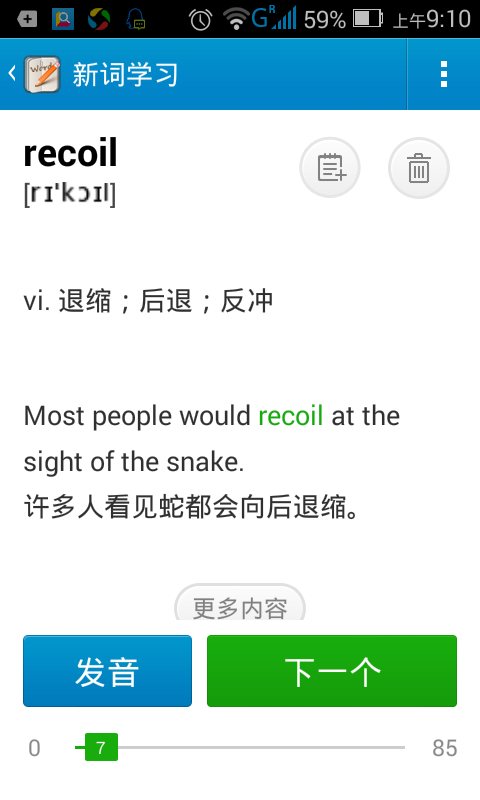 G R 59% 上午9:10
Words 新词学习
recoil
[rɪ'kɔɪl]
vi. 退缩；后退；反冲
Most people would recoil at the
sight of the snake.
许多人看见蛇都会向后退缩。
更多内容
发音 下一个
0 7 85